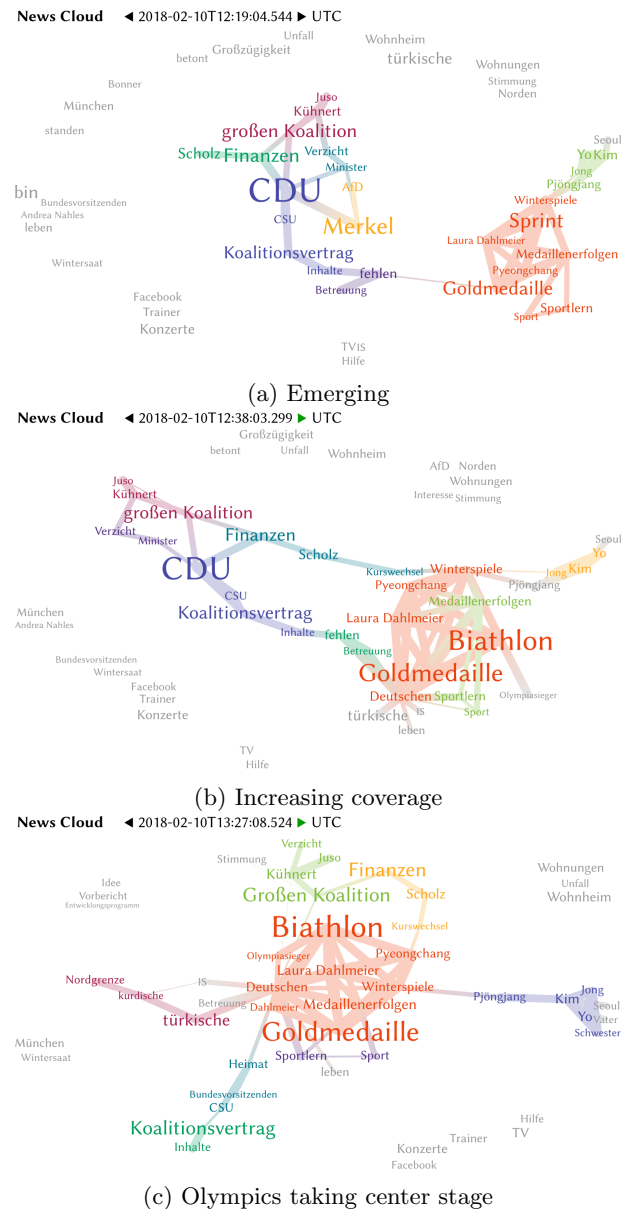 News Cloud ◀ 2018-02-10T12:19:04.544 ▶ UTC
Unfall
Wohnheim
Großzügigkeit
betont
türkische
Wohnungen
Stimmung
Norden
Bonner
München
Juso
Kühnert
standen
großen Koalition
Seoul
Scholz Finanzen Verzicht
Yo Kim
Minister
Jong
Pjöngjang
bin
CDU
AfD
Winterspiele
Bundesvorsitzenden
Andrea Nahles
CSU
Sprint
leben
Merkel
Laura Dahlmeier
Koalitionsvertrag
Medaillenerfolgen
Wintersaat
Inhalte fehlen
Pyeongchang
Betreuung
Goldmedaille
Facebook
Trainer
Sportlern
Konzerte
Sport
TV IS
Hilfe
(a) Emerging
News Cloud ◀ 2018-02-10T12:38:03.299 ▶ UTC
Großzügigkeit
betont
Unfall
Wohnheim
AfD Norden
Wohnungen
Juso
Kühnert
Interesse Stimmung
großen Koalition
Verzicht
Minister
Finanzen
Seoul
Yo
Scholz
CDU
Kurswechsel Winterspiele
Jong Kim
Pyeongchang
Pjöngjang
CSU
Medaillenerfolgen
München
Koalitionsvertrag
Laura Dahlmeier
Andrea Nahles
Inhalte fehlen
Biathlon
Betreuung
Bundesvorsitzenden
Wintersaat
Goldmedaille
Facebook
Trainer
Deutschen Sportlern
Olympiasieger
Konzerte
türkische IS
Sport
leben
TV
Hilfe
(b) Increasing coverage
News Cloud ◀ 2018-02-10T13:27:08.524 ▶ UTC
Verzicht
Stimmung
Juso
Kühnert
Finanzen
Wohnungen
Idee
Unfall
Vorbericht
Großen Koalition
Scholz
Wohnheim
Entwicklungsprogramm
Biathlon
Kurswechsel
Olympiasieger
Pyeongchang
Laura Dahlmeier
Nordgrenze
IS
Deutschen
Winterspiele
Jong
kurdische
Pjöngjang
Kim
Betreuung
Dahlmeier Medaillenerfolgen
Seoul
türkische
Yo Vater
Goldmedaille
Schwester
München
Wintersaat
Sportlern Sport
Heimat
leben
Bundesvorsitzenden
CSU
Hilfe
Koalitionsvertrag
Trainer
TV
Inhalte
Konzerte
Facebook
(c) Olympics taking center stage